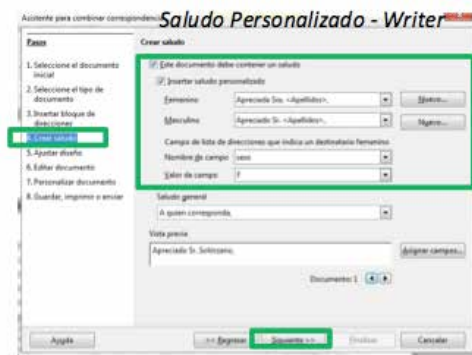 Asistente para combinar correspondencia
Saludo Personalizado - Writer
Pasos
1. Seleccione el documento
inicial
2. Seleccione el tipo de
documento
3. Insertar bloque de
direcciones
4. Crear saludo
5. Ajustar diseño
6. Editar documento
7. Personalizar documento
8. Guardar, imprimir o enviar
Crear saludo
Este documento debe contener un saludo
Insertar saludo personalizado
Femenino
Apreciada Sra. <Apellidos>,
Nuevo...
Masculino
Apreciado Sr. <Apellidos>,
Nuevo...
Campo de lista de direcciones que indica un destinatario femenino
Nombre de campo
sexo
Valor de campo
F
Saludo general
A quien corresponda,
Vista previa
Apreciado Sr. Solórzano,
Asignar campos...
Documento: 1
Ayuda
<< Regresar
Siguiente >>
Finalizar
Cancelar